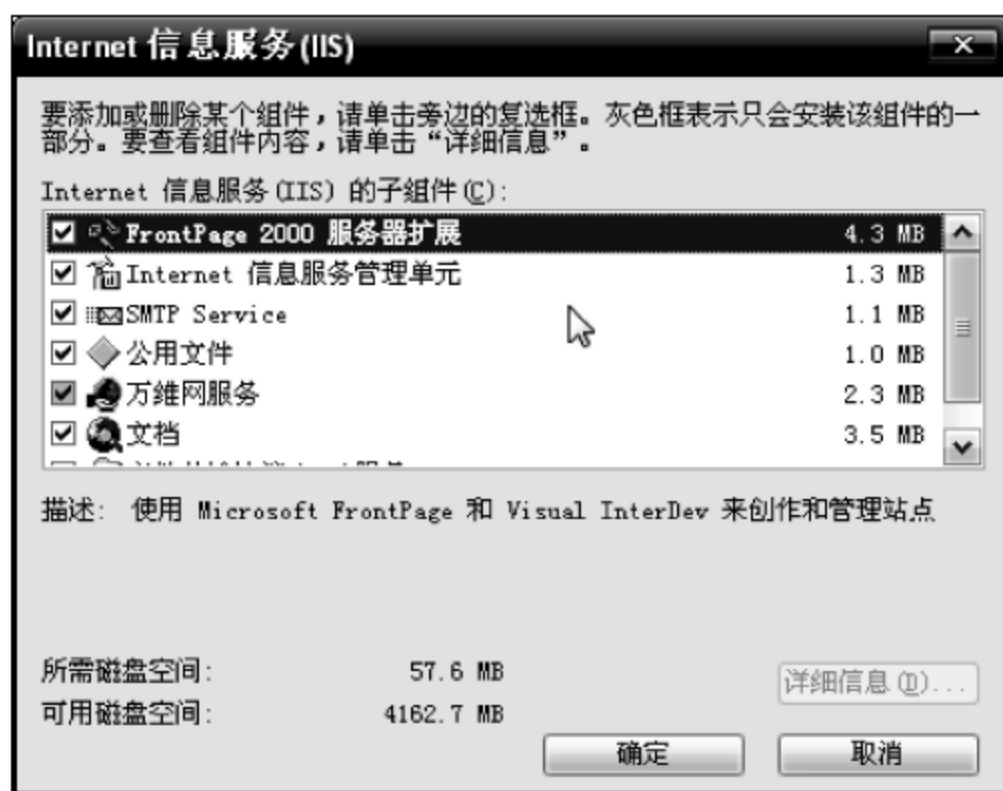 Internet 信息服务(IIS)
要添加或删除某个组件，请单击旁边的复选框。灰色框表示只会安装该组件的一
部分。要查看组件内容，请单击“详细信息”。
Internet 信息服务(IIS) 的子组件(C):
FrontPage 2000 服务器扩展 4.3 MB
Internet 信息服务管理单元 1.3 MB
SMTP Service 1.1 MB
公用文件 1.0 MB
万维网服务 2.3 MB
文档 3.5 MB
描述: 使用 Microsoft FrontPage 和 Visual InterDev 来创作和管理站点
所需磁盘空间: 57.6 MB
可用磁盘空间: 4162.7 MB
详细信息(D)...
确定 取消